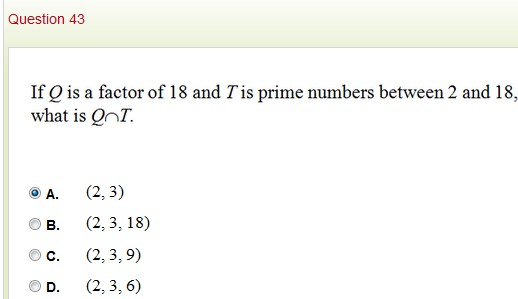 Question 43
If Q is a factor of 18 and T is prime numbers between 2 and 18,
what is Q∩T.
A. (2, 3)
B. (2, 3, 18)
C. (2, 3, 9)
D. (2, 3, 6)